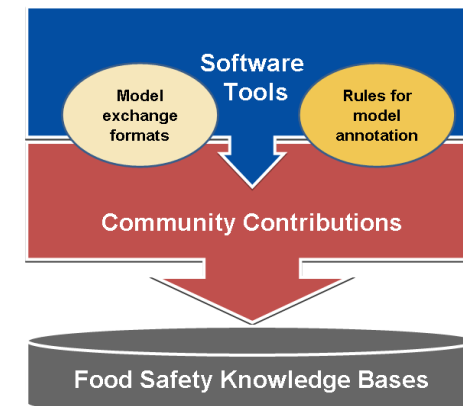 Software
Tools
Model
exchange
formats
Rules for
model
annotation
Community Contributions
Food Safety Knowledge Bases